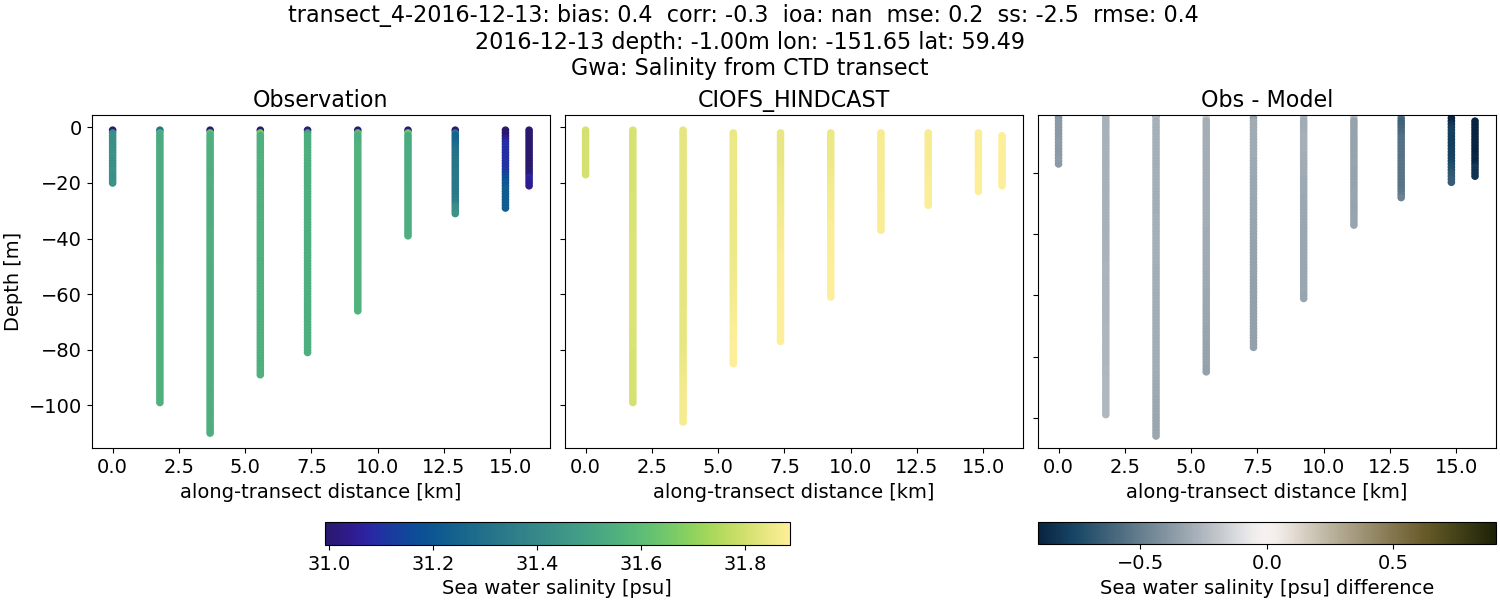 transect_4-2016-12-13: bias: 0.4  corr: -0.3  ioa: nan  mse: 0.2  ss: -2.5  rmse: 0.4
2016-12-13 depth: -1.00m lon: -151.65 lat: 59.49
Gwa: Salinity from CTD transect
Observation
CIOFS_HINDCAST
Obs - Model
0
−20
−40
−60
−80
−100
Depth [m]
0.0 2.5 5.0 7.5 10.0 12.5 15.0
0.0 2.5 5.0 7.5 10.0 12.5 15.0
0.0 2.5 5.0 7.5 10.0 12.5 15.0
along-transect distance [km]
along-transect distance [km]
along-transect distance [km]
31.0 31.2 31.4 31.6 31.8
Sea water salinity [psu]
−0.5 0.0 0.5
Sea water salinity [psu] difference